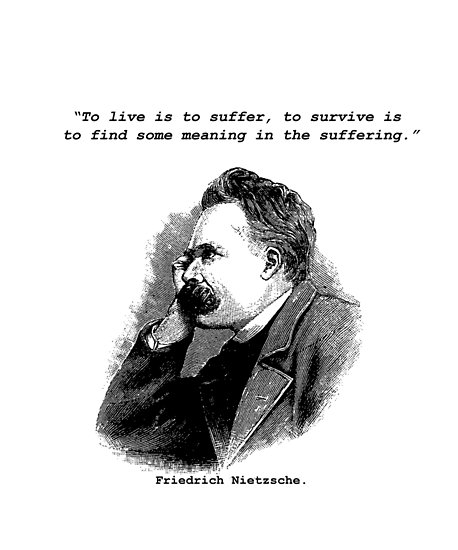 “To live is to suffer, to survive is
to find some meaning in the suffering.”
Friedrich Nietzsche.